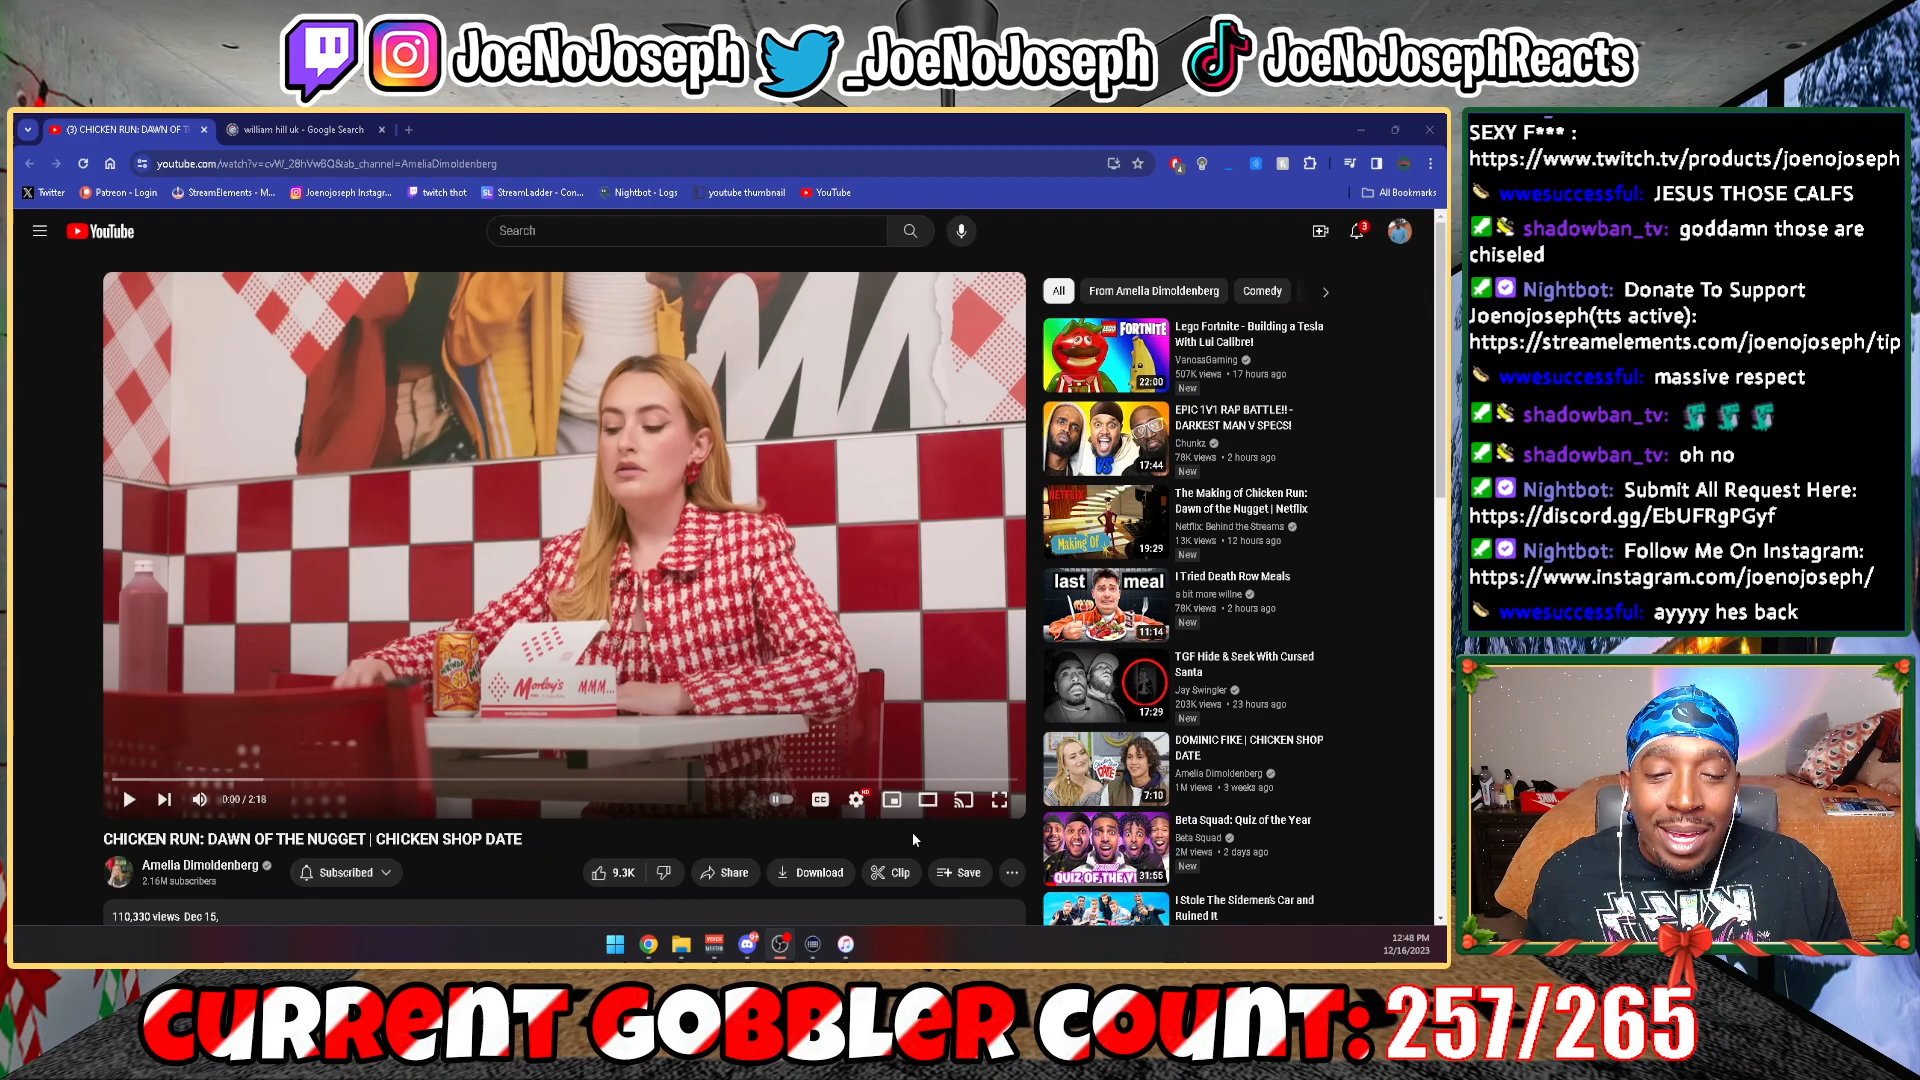 JoeNoJoseph _JoeNoJoseph JoeNoJosephReacts
(3) CHICKEN RUN: DAWN OF T
william hill uk - Google Search
youtube.com/watch?v=cvW_28hVwBQ&ab_channel=AmeliaDimoldenberg
Twitter Patreon - Login StreamElements - M... Joenojoseph Instagr... twitch thot StreamLadder - Con... Nightbot - Logs youtube thumbnail YouTube All Bookmarks
YouTube
Search
3
All From Amelia Dimoldenberg Comedy
Morley's MMM...
0:00 / 2:18
CC
HD
CHICKEN RUN: DAWN OF THE NUGGET | CHICKEN SHOP DATE
Amelia Dimoldenberg
2.16M subscribers
Subscribed
9.3K
Share
Download
Clip
Save
110,330 views Dec 15,
LEGO FORTNITE
22:00
Lego Fortnite - Building a Tesla
With Lui Calibre!
VanossGaming
507K views • 17 hours ago
New
VS
17:44
EPIC 1V1 RAP BATTLE!! -
DARKEST MAN V SPECS!
Chunkz
78K views • 2 hours ago
New
NETFLIX
Making Of
19:29
The Making of Chicken Run:
Dawn of the Nugget | Netflix
Netflix: Behind the Streams
13K views • 12 hours ago
New
last meal
11:14
I Tried Death Row Meals
a bit more willne
78K views • 2 hours ago
New
17:29
TGF Hide & Seek With Cursed
Santa
Jay Swingler
203K views • 23 hours ago
New
DATE
7:10
DOMINIC FIKE | CHICKEN SHOP
DATE
Amelia Dimoldenberg
1M views • 3 weeks ago
QUIZ OF THE Y
31:55
Beta Squad: Quiz of the Year
Beta Squad
2M views • 2 days ago
New
I Stole The Sidemen's Car and
Ruined It
12:48 PM
12/16/2023
SEXY F*** :
https://www.twitch.tv/products/joenojoseph
wwesuccessful: JESUS THOSE CALFS
shadowban_tv: goddamn those are
chiseled
Nightbot: Donate To Support
Joenojoseph(tts active):
https://streamelements.com/joenojoseph/tip
wwesuccessful: massive respect
shadowban_tv:
shadowban_tv: oh no
Nightbot: Submit All Request Here:
https://discord.gg/EbUFRgPGyf
Nightbot: Follow Me On Instagram:
https://www.instagram.com/joenojoseph/
wwesuccessful: ayyyy hes back
CURRENT GOBBLER COUNT: 257/265